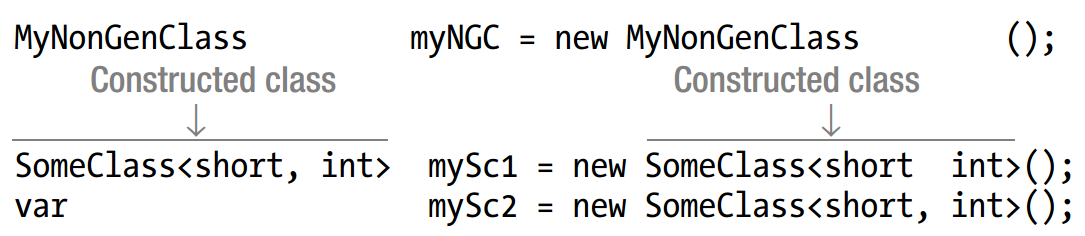 MyNonGenClass myNGC = new MyNonGenClass ();
Constructed class Constructed class
↓ ↓
SomeClass<short, int> mySc1 = new SomeClass<short int>();
var mySc2 = new SomeClass<short, int>();